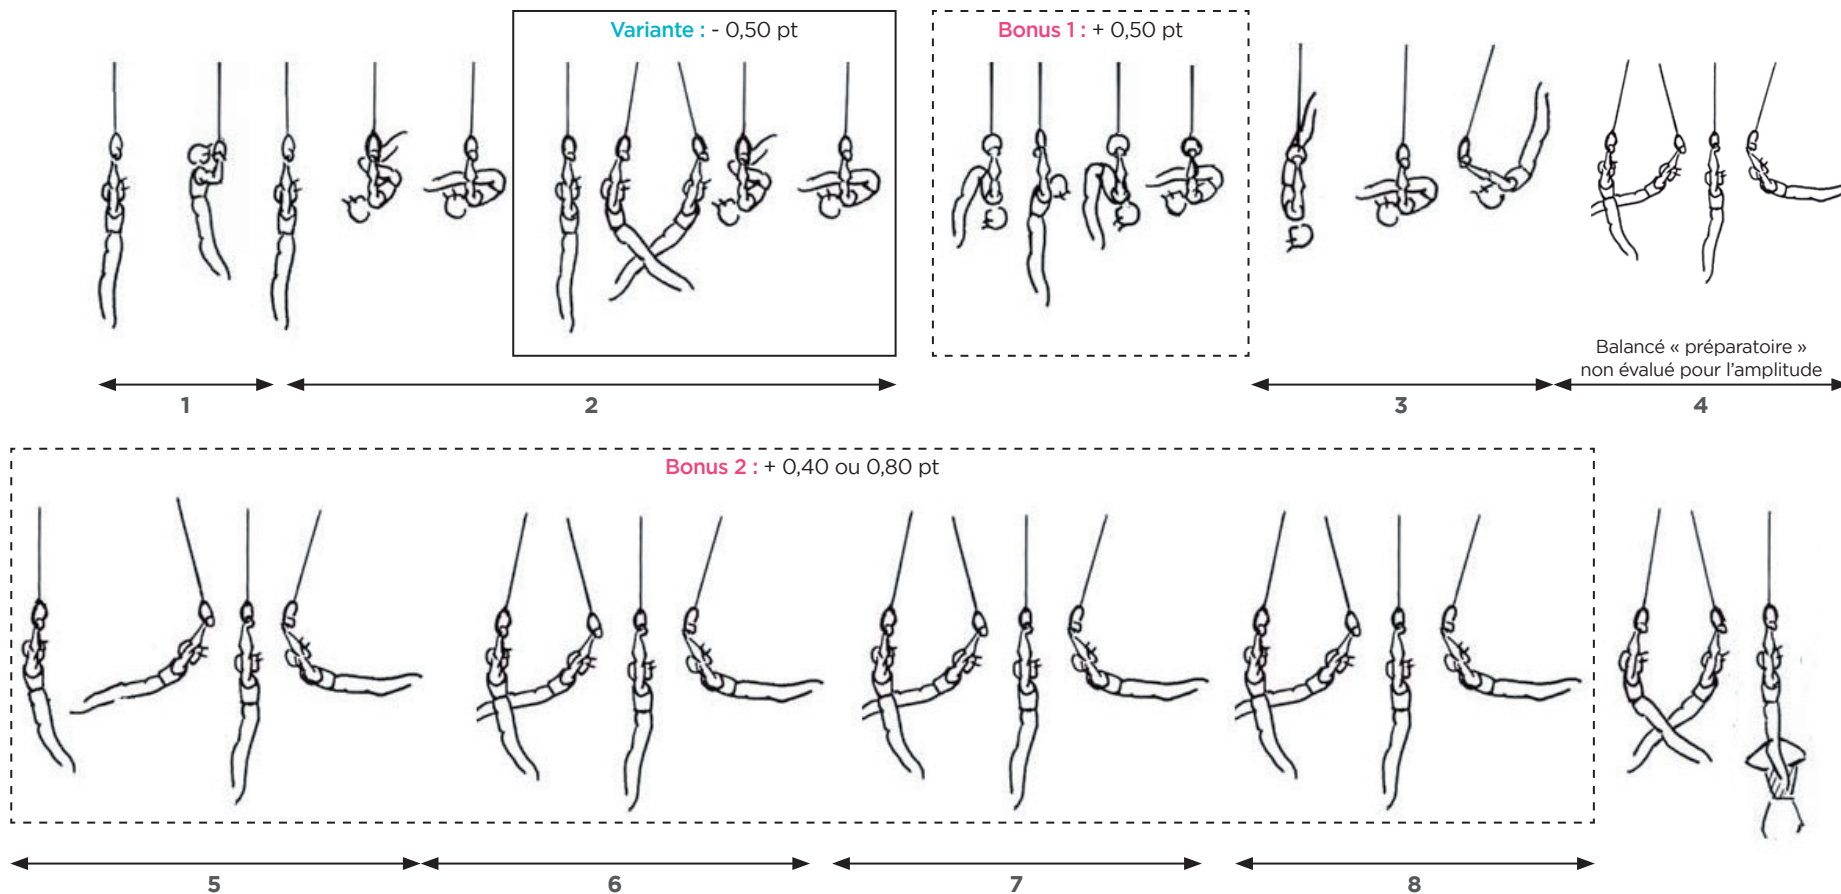 Variante : - 0,50 pt
Bonus 1 : + 0,50 pt
Balancé « préparatoire »
non évalué pour l'amplitude
1
2
3
4
Bonus 2 : + 0,40 ou 0,80 pt
5
6
7
8